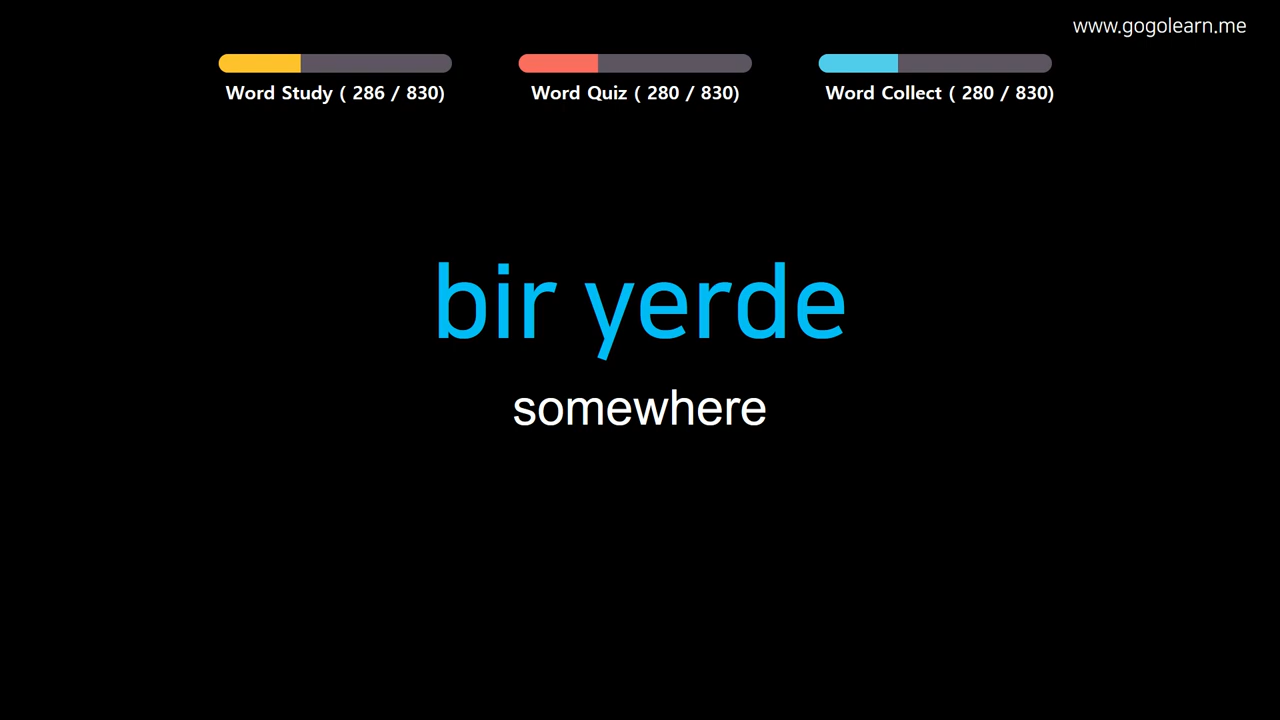 www.gogolearn.me
Word Study ( 286 / 830)
Word Quiz ( 280 / 830)
Word Collect ( 280 / 830)
bir yerde
somewhere